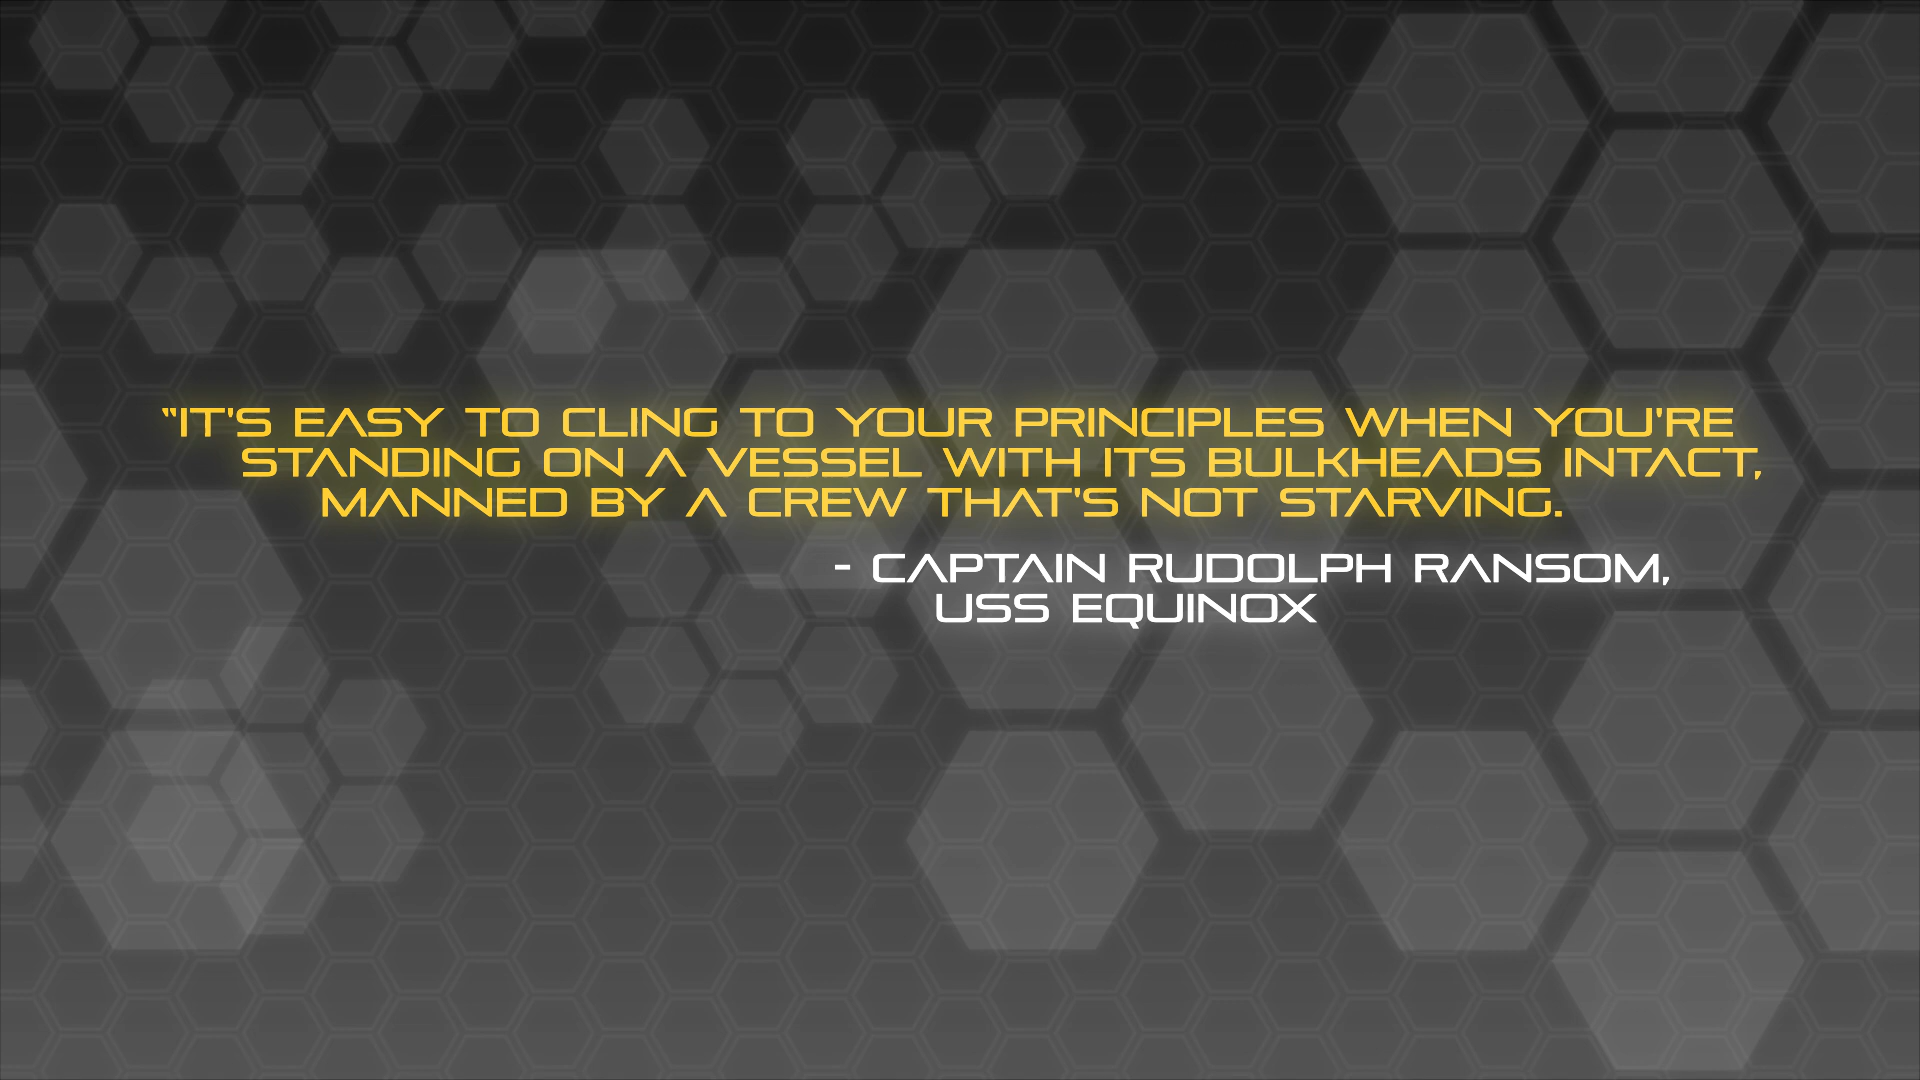 “IT'S EASY TO CLING TO YOUR PRINCIPLES WHEN YOU'RE
STANDING ON A VESSEL WITH ITS BULKHEADS INTACT,
MANNED BY A CREW THAT'S NOT STARVING.
- CAPTAIN RUDOLPH RANSOM,
USS EQUINOX